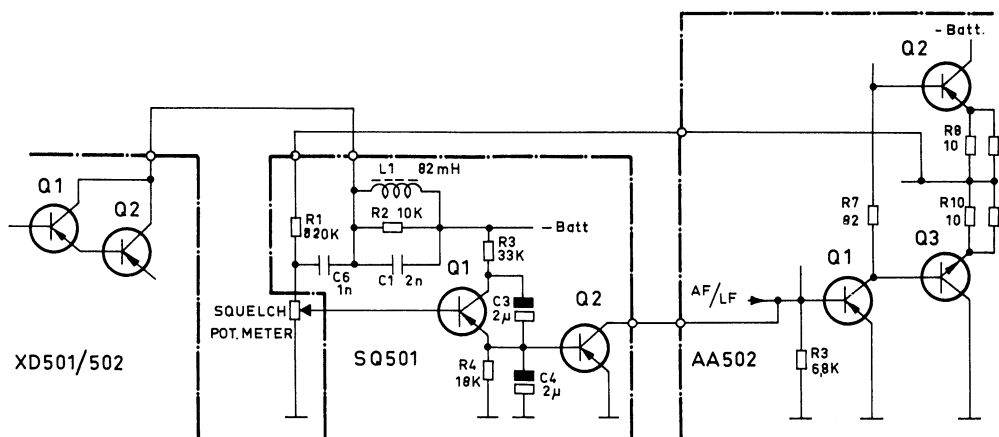 Q1
Q2
XD501/502
L1 82mH
R1
820K
R2 10K
C6
1n
C1 2n
SQUELCH
POT.METER
– Batt
R3
33K
Q1
C3
2µ
R4
18K
C4
2µ
Q2
SQ501
AF/LF
AA502
- Batt.
Q2
R8
10
R7
82
R10
10
Q1
Q3
R3
6,8K